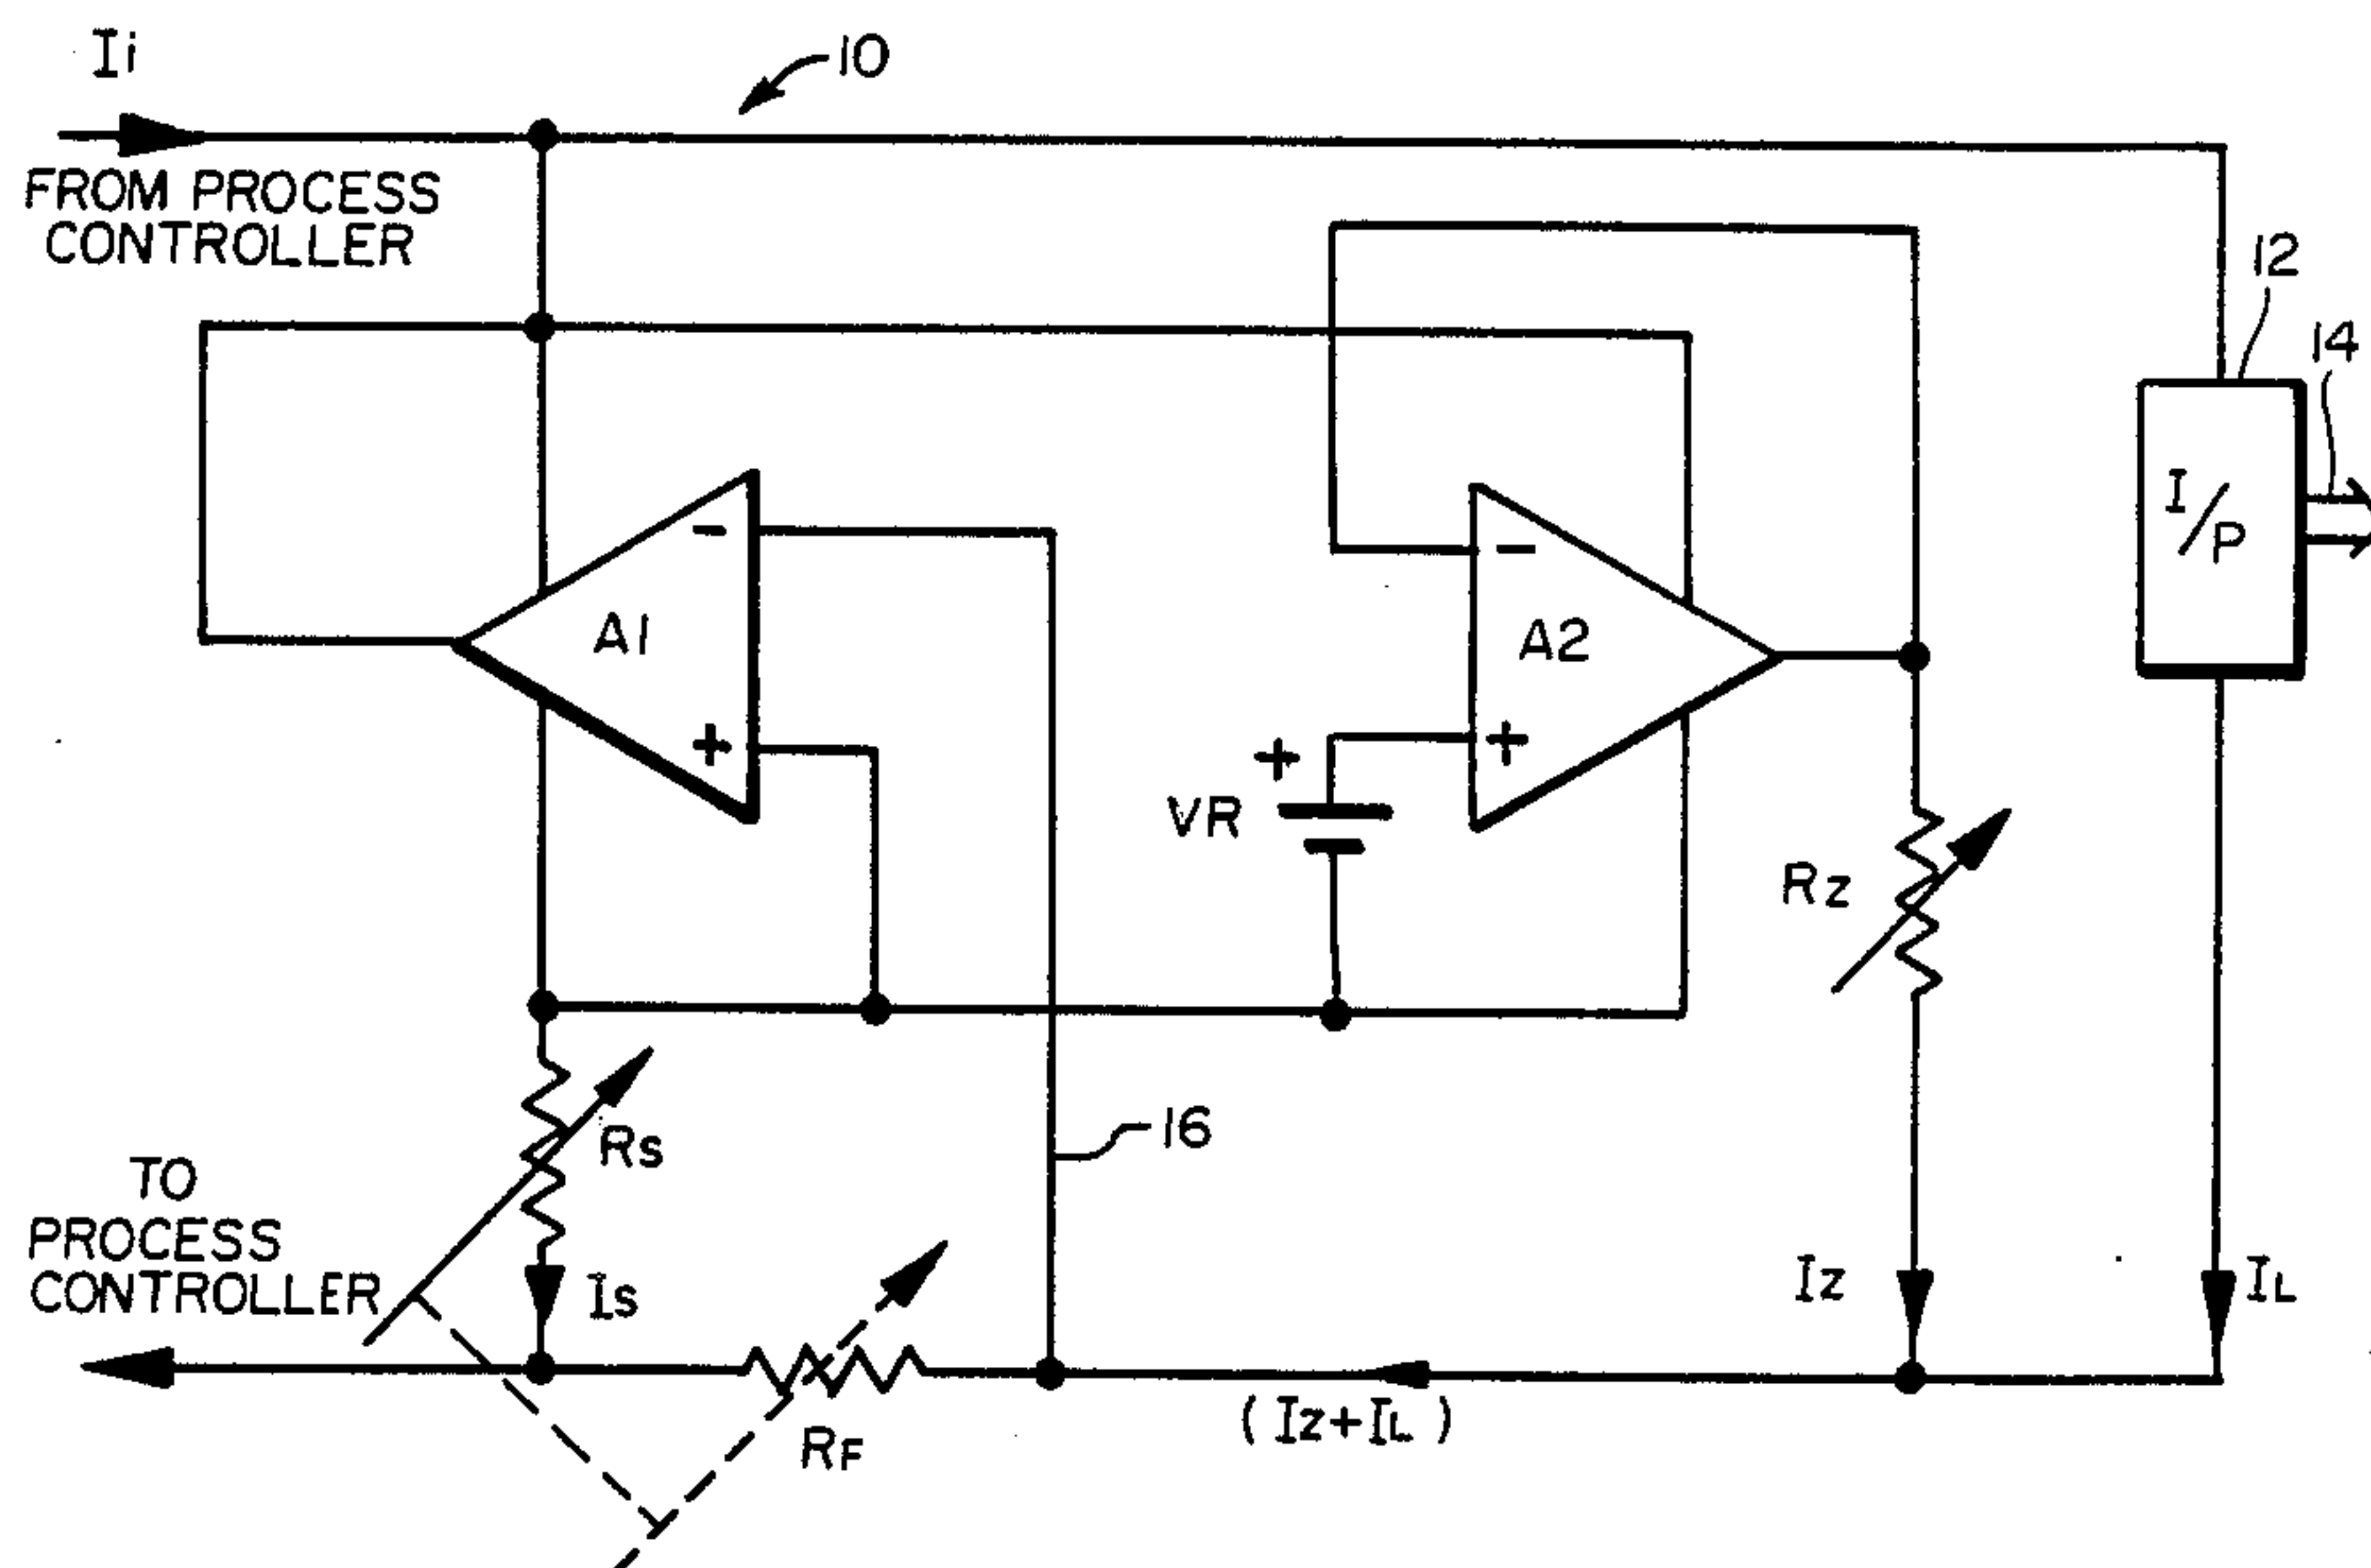 Ii
10
FROM PROCESS
CONTROLLER
12
14
I/P
-
A1
+
-
A2
+
+
VR
Rz
Rs
16
TO
PROCESS
CONTROLLER
Is
Iz
IL
(Iz+IL)
RF